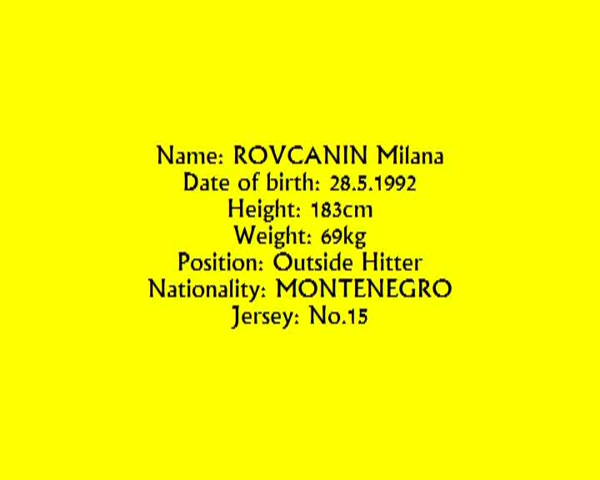 Name: ROVCANIN Milana
Date of birth: 28.5.1992
Height: 183cm
Weight: 69kg
Position: Outside Hitter
Nationality: MONTENEGRO
Jersey: No.15